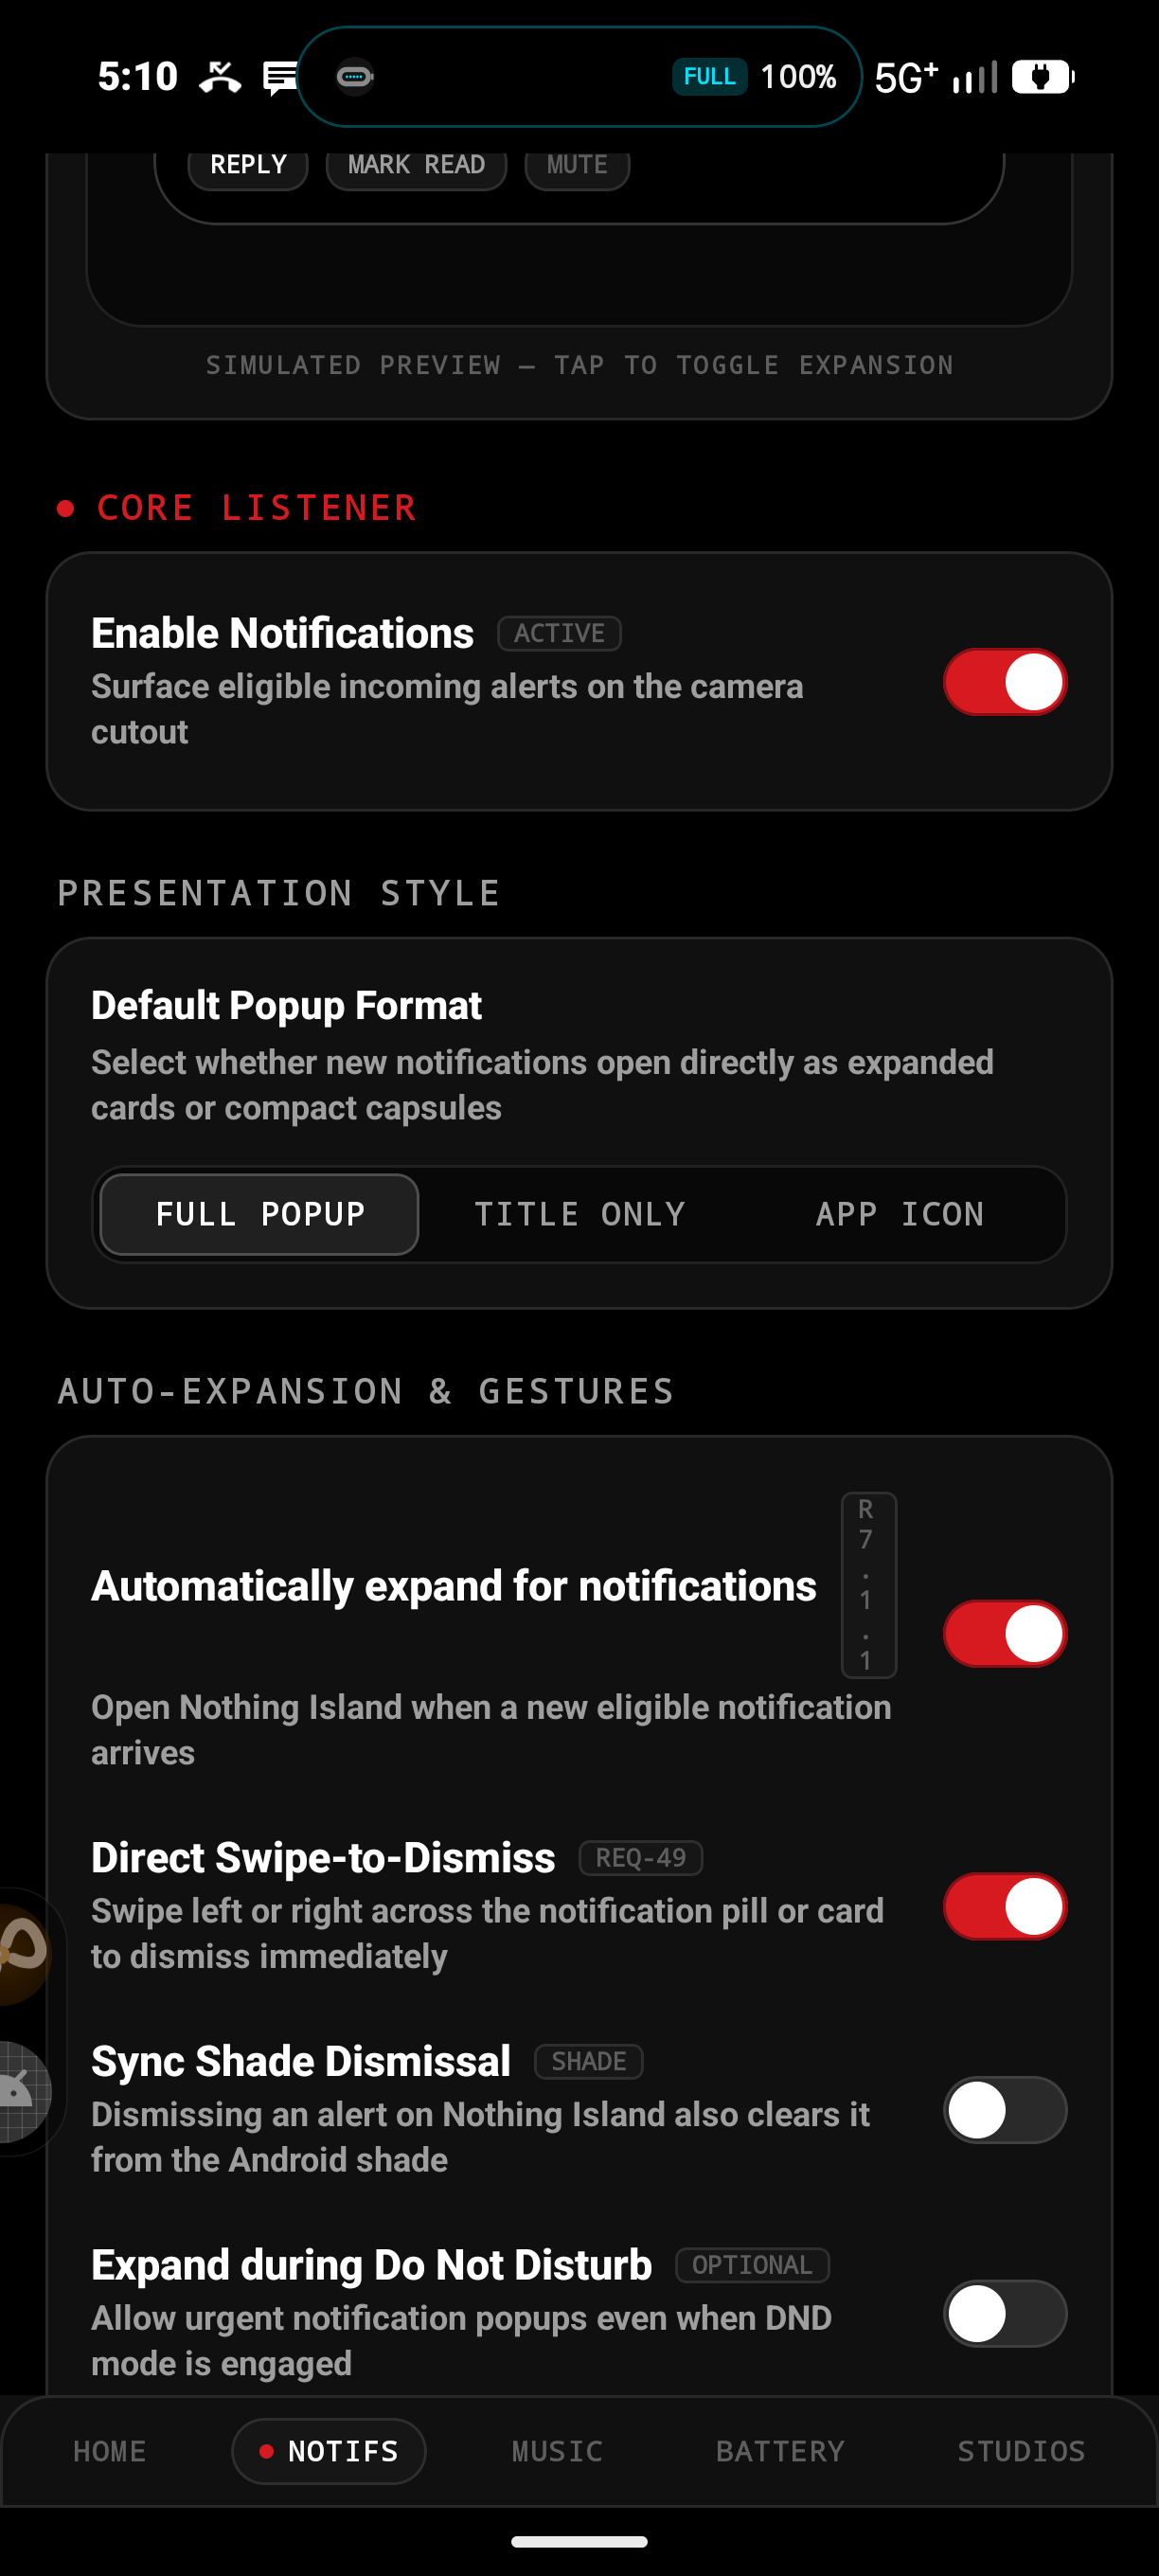 5:10
FULL 100%
5G+
REPLY MARK READ MUTE
SIMULATED PREVIEW — TAP TO TOGGLE EXPANSION
CORE LISTENER
Enable Notifications ACTIVE
Surface eligible incoming alerts on the camera
cutout
PRESENTATION STYLE
Default Popup Format
Select whether new notifications open directly as expanded
cards or compact capsules
FULL POPUP TITLE ONLY APP ICON
AUTO-EXPANSION & GESTURES
Automatically expand for notifications R7.1.1
Open Nothing Island when a new eligible notification
arrives
Direct Swipe-to-Dismiss REQ-49
Swipe left or right across the notification pill or card
to dismiss immediately
Sync Shade Dismissal SHADE
Dismissing an alert on Nothing Island also clears it
from the Android shade
Expand during Do Not Disturb OPTIONAL
Allow urgent notification popups even when DND
mode is engaged
HOME NOTIFS MUSIC BATTERY STUDIOS